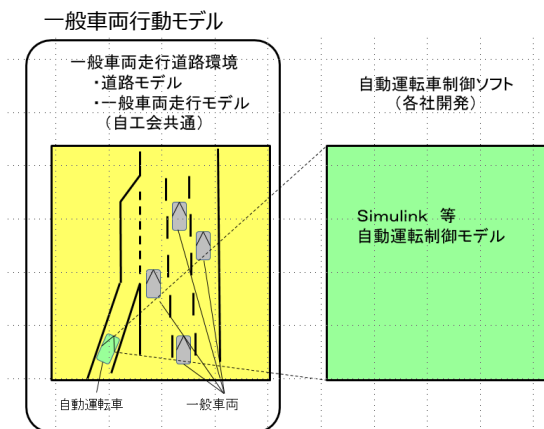 一般車両行動モデル
一般車両走行道路環境
・道路モデル
・一般車両走行モデル
（自工会共通）
自動運転車
一般車両
自動運転車制御ソフト
（各社開発）
Simulink 等
自動運転制御モデル